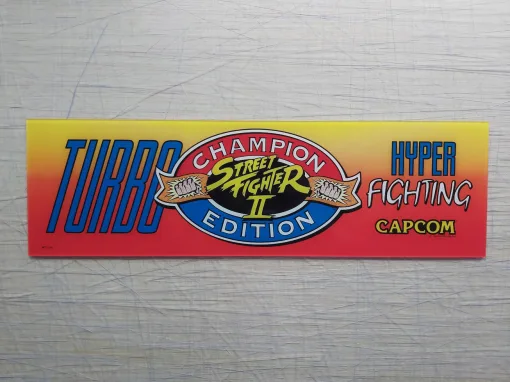 TURBO
CHAMPION
STREET
FIGHTER
II
EDITION
HYPER
FIGHTING
CAPCOM